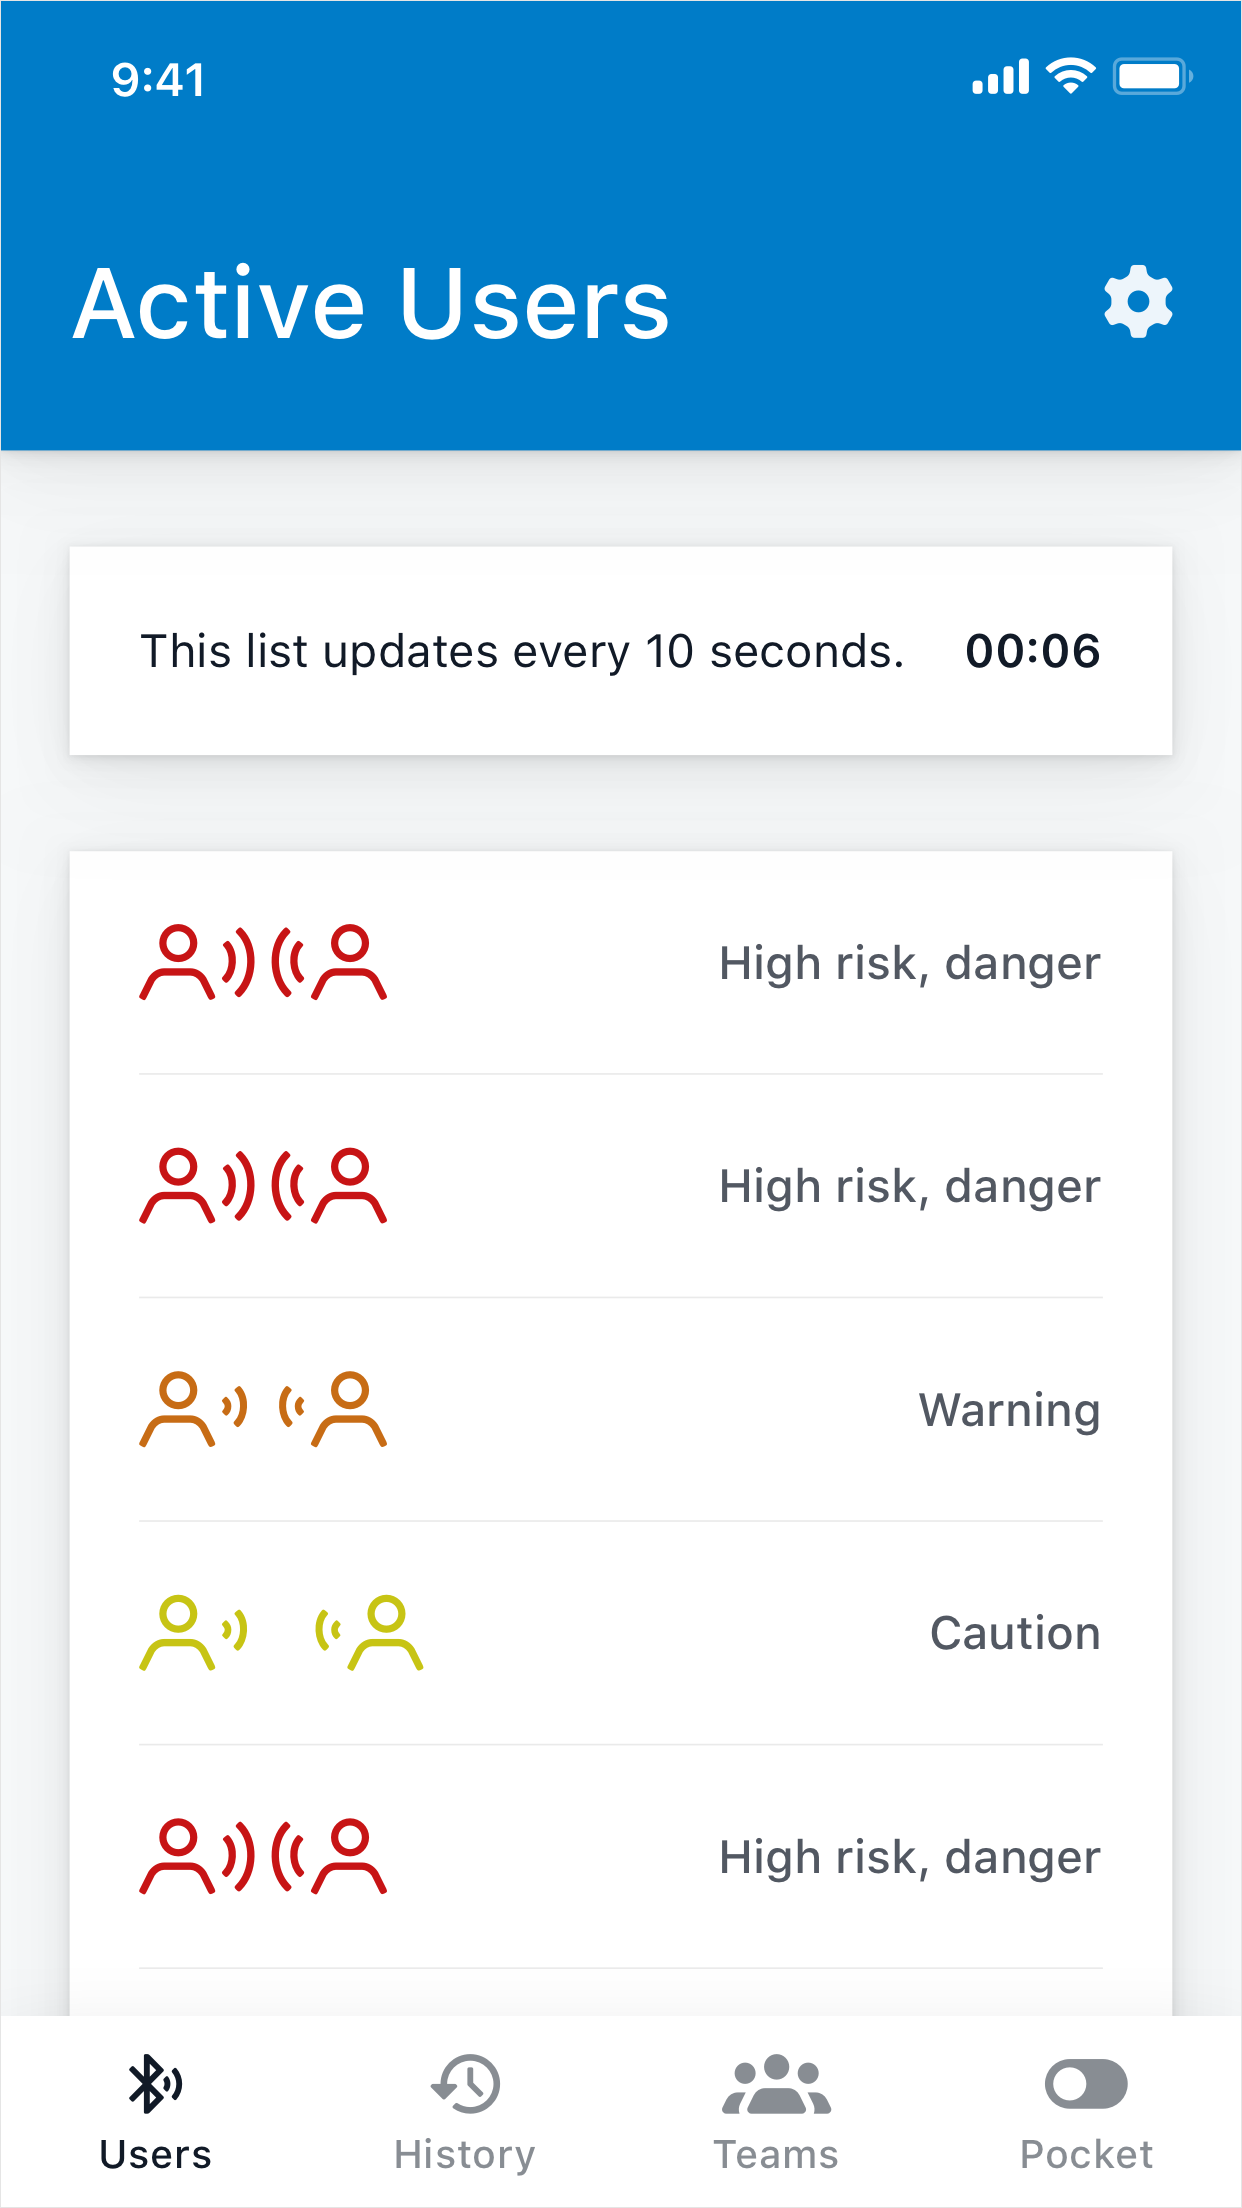 9:41
Active Users
This list updates every 10 seconds. 00:06
High risk, danger
High risk, danger
Warning
Caution
High risk, danger
Users History Teams Pocket